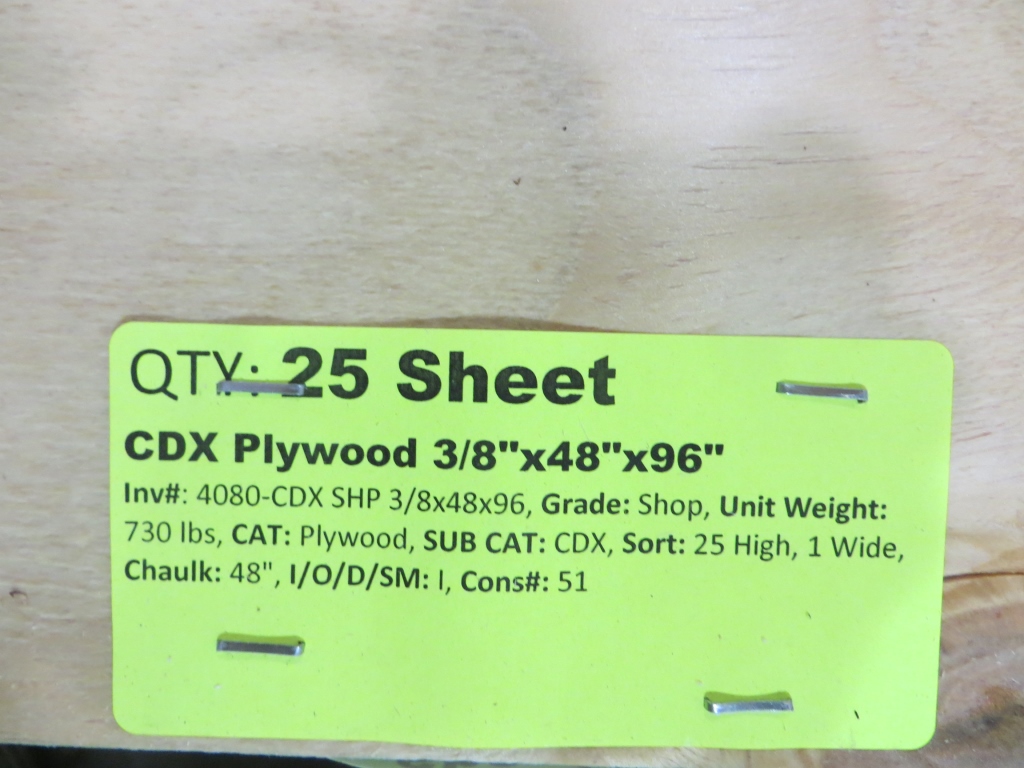 QTY: 25 Sheet
CDX Plywood 3/8"x48"x96"
Inv#: 4080-CDX SHP 3/8x48x96, Grade: Shop, Unit Weight:
730 lbs, CAT: Plywood, SUB CAT: CDX, Sort: 25 High, 1 Wide,
Chaulk: 48", I/O/D/SM: I, Cons#: 51